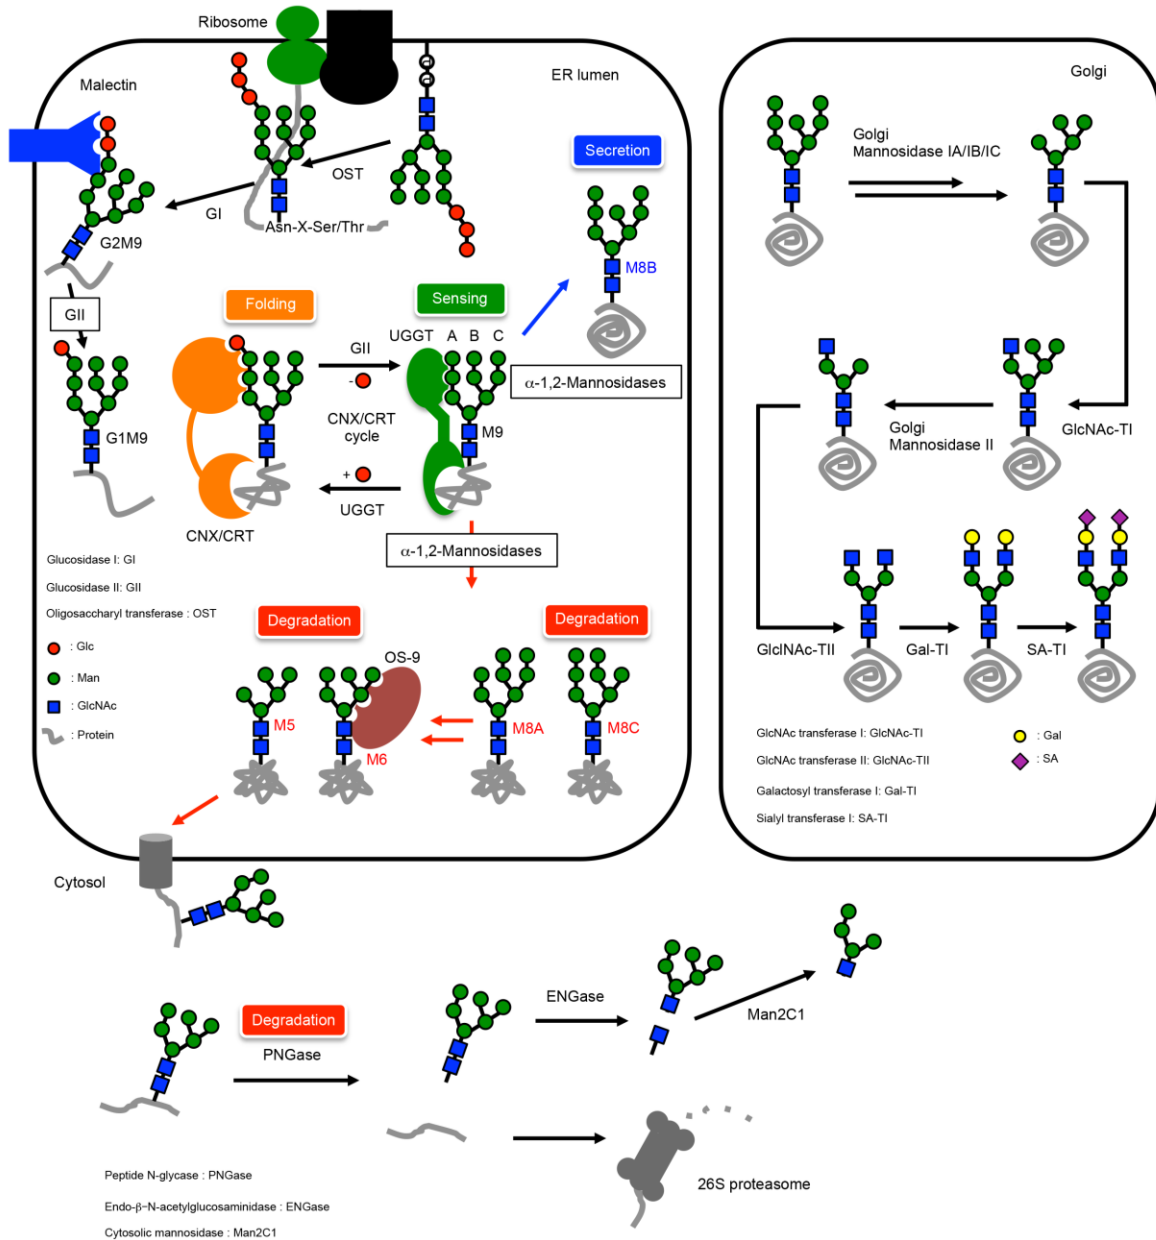 Ribosome
Malectin
ER lumen
Golgi
Secretion
OST
GI
Asn-X-Ser/Thr
G2M9
M8B
GII
Folding
Sensing
UGGT A B C
GII
-
α-1,2-Mannosidases
CNX/CRT
cycle
M9
G1M9
+
UGGT
CNX/CRT
α-1,2-Mannosidases
Glucosidase I: GI
Glucosidase II: GII
Oligosaccharyl transferase : OST
: Glc
: Man
: GlcNAc
: Protein
Degradation
Degradation
OS-9
M5
M6
M8A
M8C
Golgi
Mannosidase IA/IB/IC
GlcNAc-TI
Golgi
Mannosidase II
GlclNAc-TII
Gal-TI
SA-TI
GlcNAc transferase I: GlcNAc-TI
GlcNAc transferase II: GlcNAc-TII
Galactosyl transferase I: Gal-TI
Sialyl transferase I: SA-TI
: Gal
: SA
Cytosol
Degradation
PNGase
ENGase
Man2C1
26S proteasome
Peptide N-glycase : PNGase
Endo-β−N-acetylglucosaminidase : ENGase
Cytosolic mannosidase : Man2C1